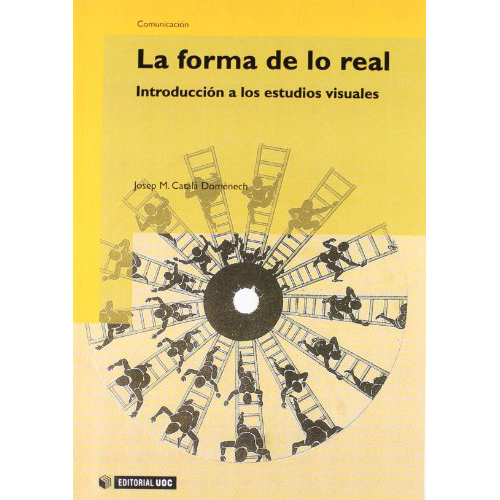 Comunicación
La forma de lo real
Introducción a los estudios visuales
Josep M. Català Domènech
EDITORIAL UOC